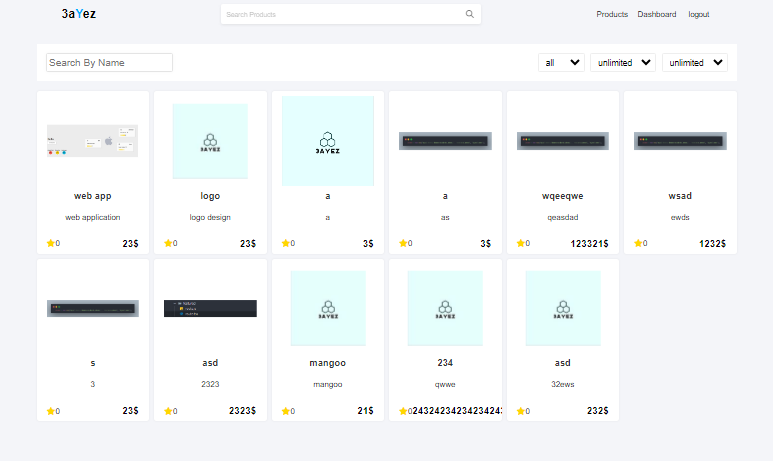 3aYez
Search Products
Products Dashboard logout
Search By Name
all unlimited unlimited
3AYEZ 3AYEZ
web app logo a a wqeeqwe wsad
web application logo design a as qeasdad ewds
0 23$ 0 23$ 0 3$ 0 3$ 0 123321$ 0 1232$
3AYEZ 3AYEZ 3AYEZ
s asd mangoo 234 asd
3 2323 mangoo qwwe 32ews
0 23$ 0 2323$ 0 21$ 0 0 232$